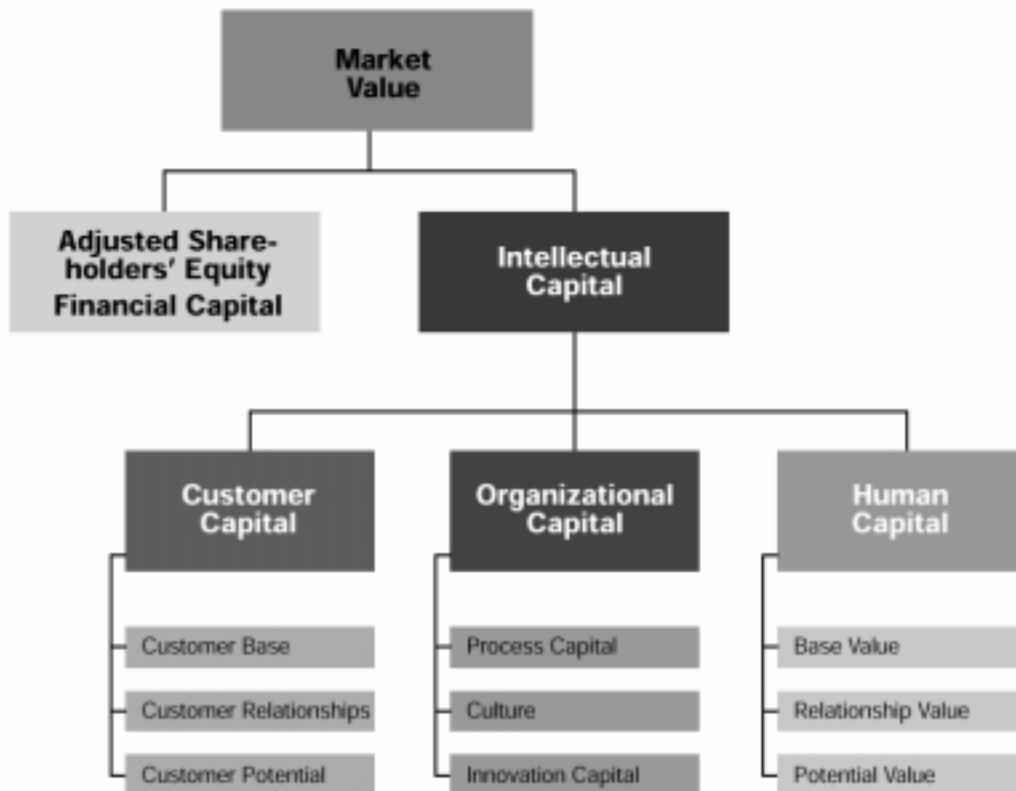 Market
Value
Adjusted Share-
holders' Equity
Financial Capital
Intellectual
Capital
Customer
Capital
Organizational
Capital
Human
Capital
Customer Base
Customer Relationships
Customer Potential
Process Capital
Culture
Innovation Capital
Base Value
Relationship Value
Potential Value